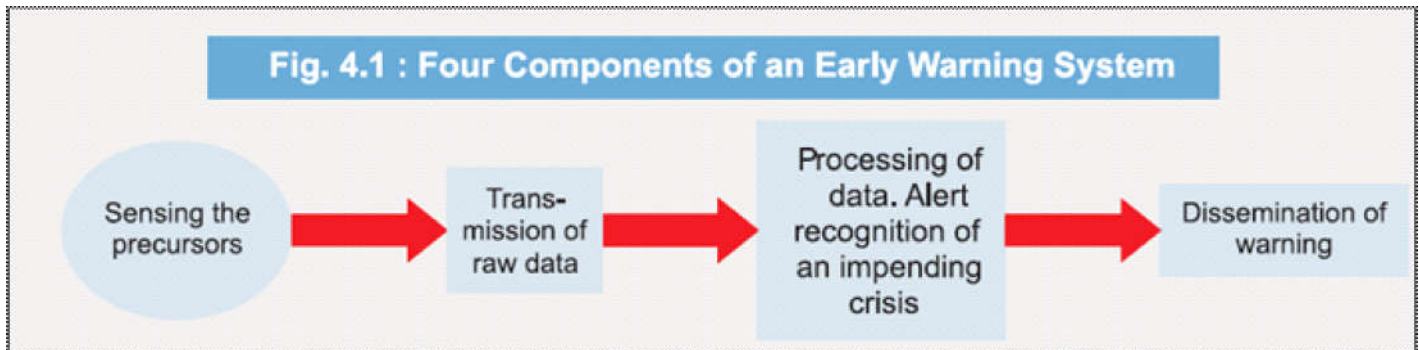 Fig. 4.1 : Four Components of an Early Warning System
Sensing the
precursors
Trans-
mission of
raw data
Processing of
data. Alert
recognition of
an impending
crisis
Dissemination of
warning